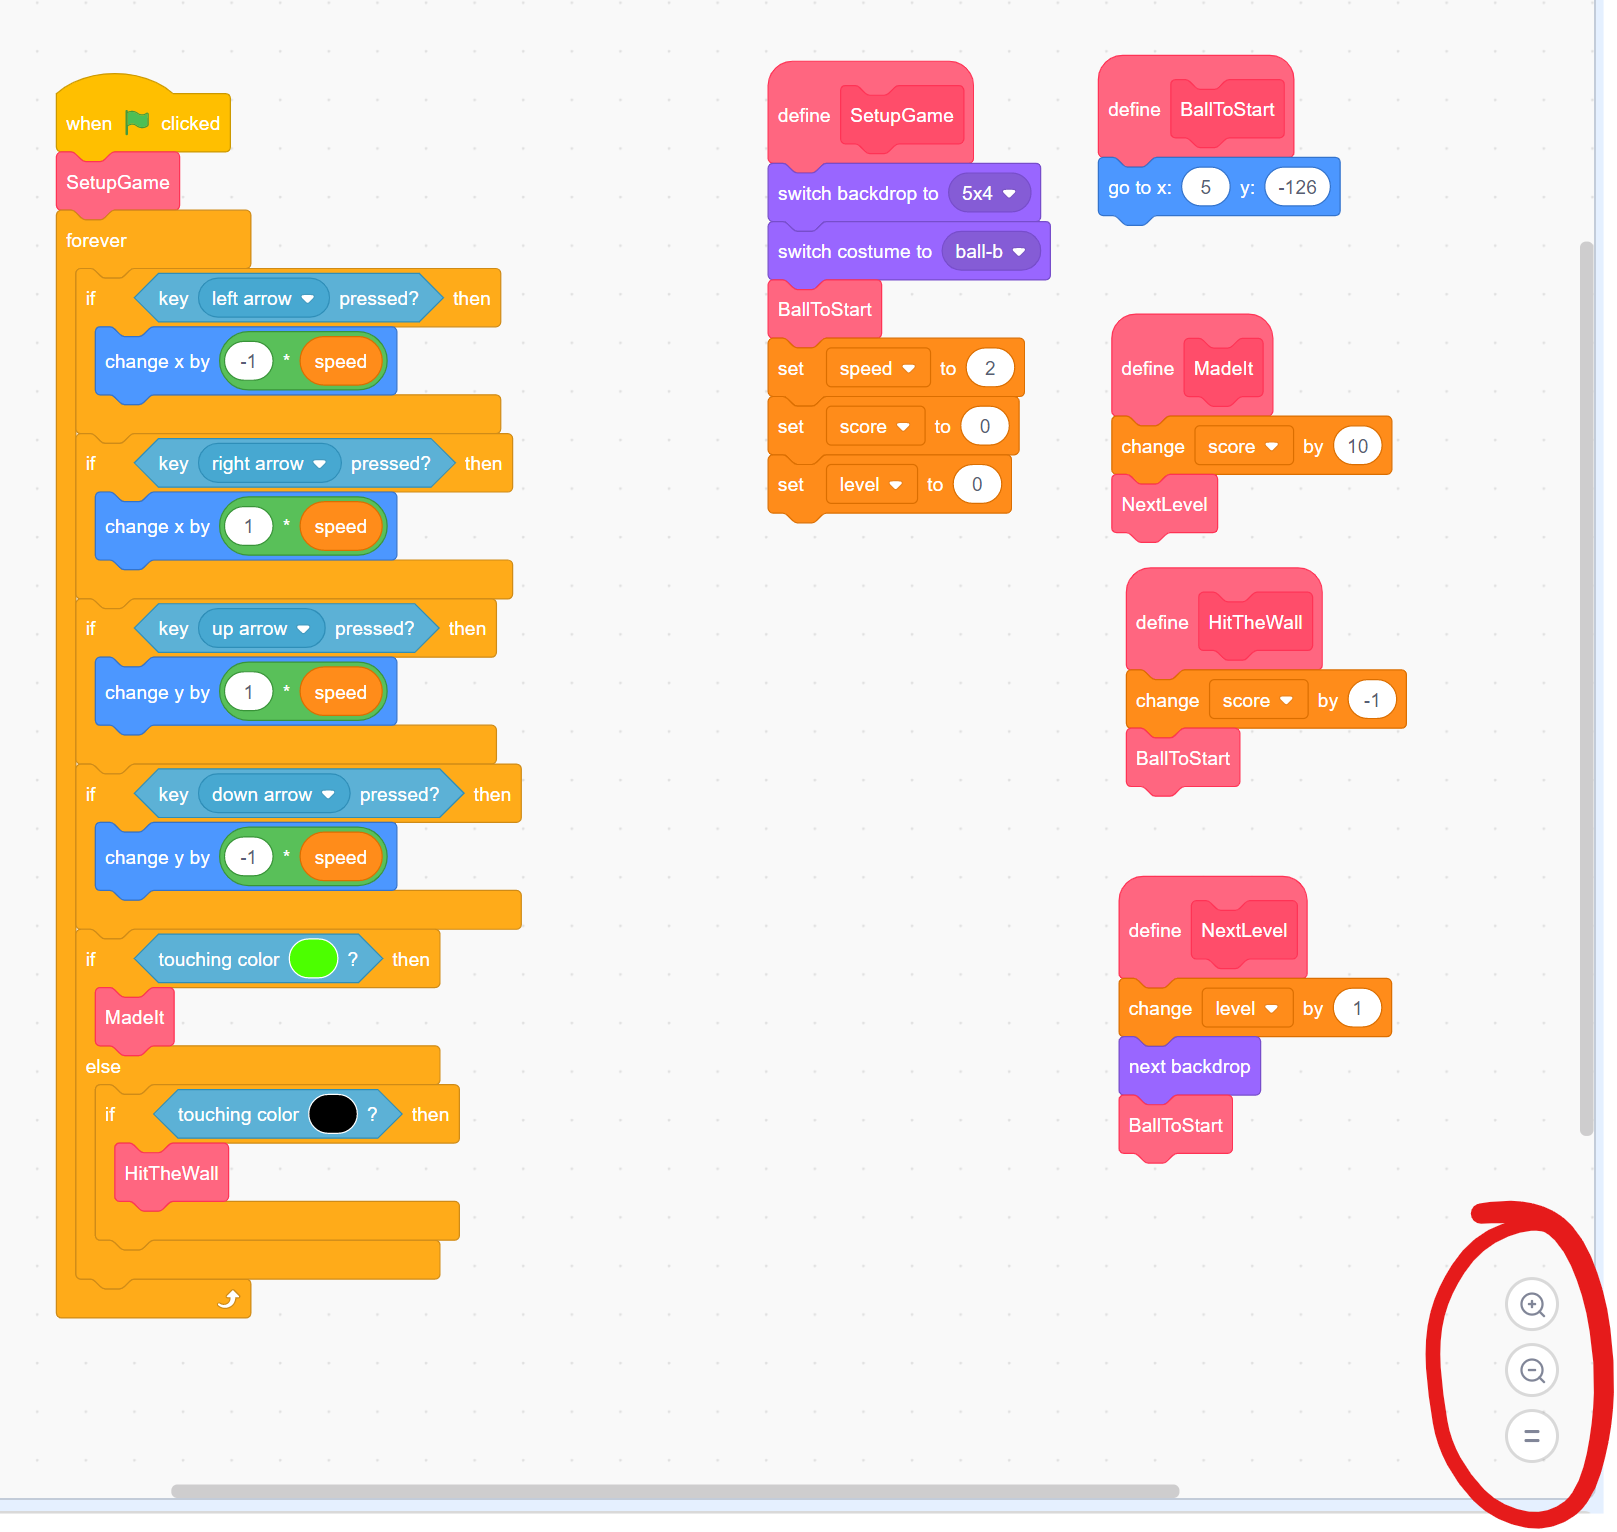 when clicked
SetupGame
forever
if key left arrow pressed? then
change x by -1 * speed
if key right arrow pressed? then
change x by 1 * speed
if key up arrow pressed? then
change y by 1 * speed
if key down arrow pressed? then
change y by -1 * speed
if touching color ? then
MadeIt
else
if touching color ? then
HitTheWall
define SetupGame
switch backdrop to 5x4
switch costume to ball-b
BallToStart
set speed to 2
set score to 0
set level to 0
define BallToStart
go to x: 5 y: -126
define MadeIt
change score by 10
NextLevel
define HitTheWall
change score by -1
BallToStart
define NextLevel
change level by 1
next backdrop
BallToStart